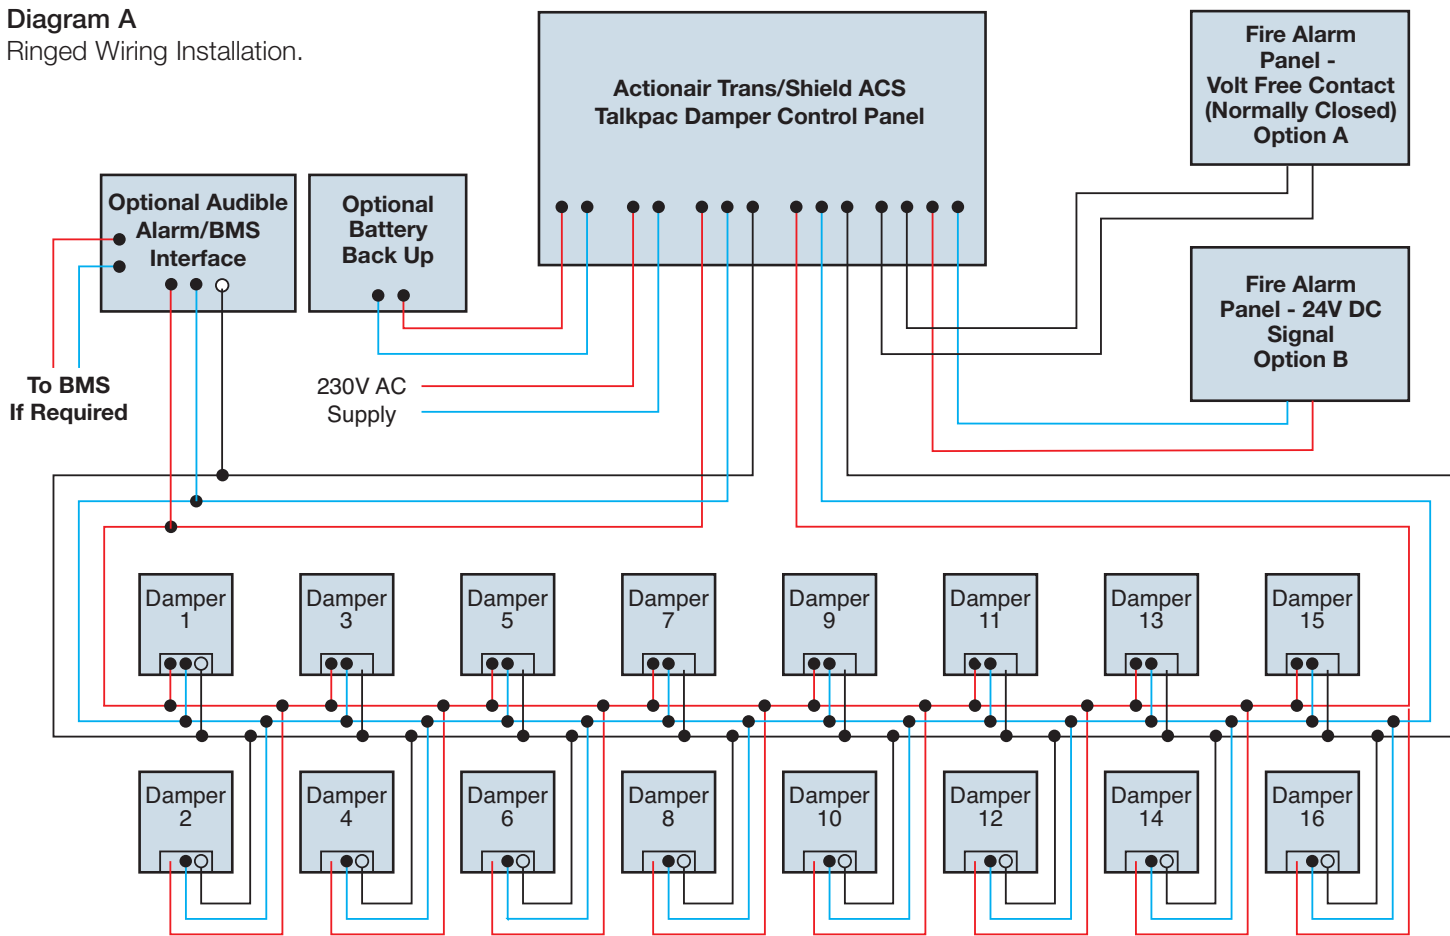 Diagram A
Ringed Wiring Installation.
Actionair Trans/Shield ACS
Talkpac Damper Control Panel
Fire Alarm
Panel -
Volt Free Contact
(Normally Closed)
Option A
Optional Audible
Alarm/BMS
Interface
Optional
Battery
Back Up
Fire Alarm
Panel - 24V DC
Signal
Option B
To BMS
If Required
230V AC
Supply
Damper
1
Damper
3
Damper
5
Damper
7
Damper
9
Damper
11
Damper
13
Damper
15
Damper
2
Damper
4
Damper
6
Damper
8
Damper
10
Damper
12
Damper
14
Damper
16